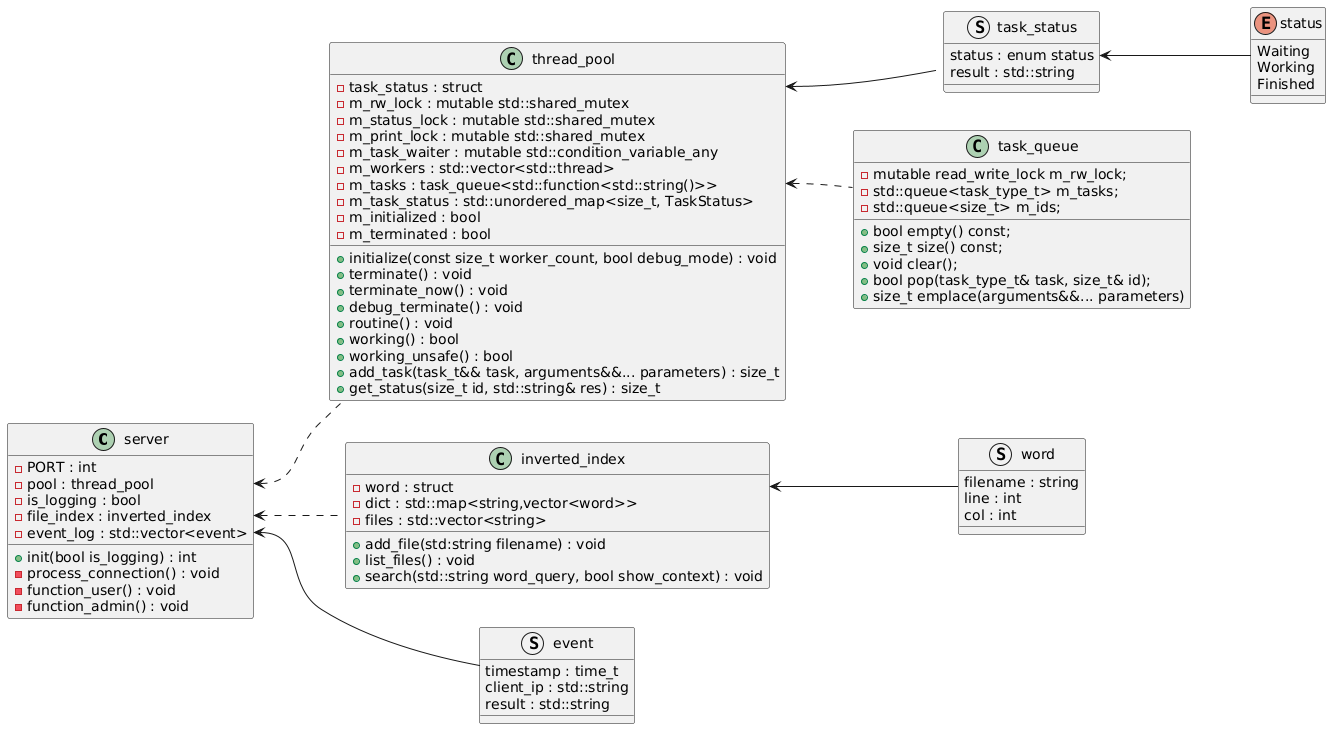 C server
PORT : int
pool : thread_pool
is_logging : bool
file_index : inverted_index
event_log : std::vector<event>
init(bool is_logging) : int
process_connection() : void
function_user() : void
function_admin() : void
C thread_pool
task_status : struct
m_rw_lock : mutable std::shared_mutex
m_status_lock : mutable std::shared_mutex
m_print_lock : mutable std::shared_mutex
m_task_waiter : mutable std::condition_variable_any
m_workers : std::vector<std::thread>
m_tasks : task_queue<std::function<std::string()>>
m_task_status : std::unordered_map<size_t, TaskStatus>
m_initialized : bool
m_terminated : bool
initialize(const size_t worker_count, bool debug_mode) : void
terminate() : void
terminate_now() : void
debug_terminate() : void
routine() : void
working() : bool
working_unsafe() : bool
add_task(task_t&& task, arguments&&... parameters) : size_t
get_status(size_t id, std::string& res) : size_t
C inverted_index
word : struct
dict : std::map<string,vector<word>>
files : std::vector<string>
add_file(std:string filename) : void
list_files() : void
search(std::string word_query, bool show_context) : void
S event
timestamp : time_t
client_ip : std::string
result : std::string
S task_status
status : enum status
result : std::string
C task_queue
mutable read_write_lock m_rw_lock;
std::queue<task_type_t> m_tasks;
std::queue<size_t> m_ids;
bool empty() const;
size_t size() const;
void clear();
bool pop(task_type_t& task, size_t& id);
size_t emplace(arguments&&... parameters)
S word
filename : string
line : int
col : int
E status
Waiting
Working
Finished